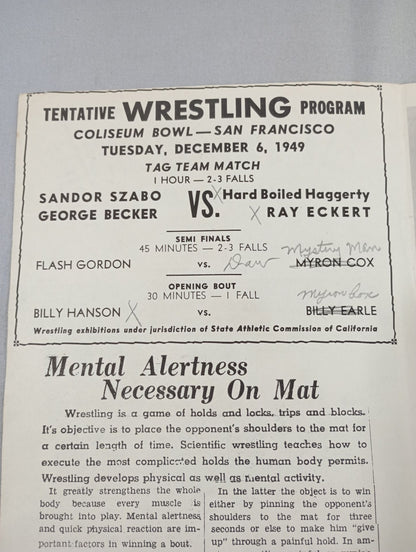 TENTATIVE WRESTLING PROGRAM
COLISEUM BOWL — SAN FRANCISCO
TUESDAY, DECEMBER 6, 1949
TAG TEAM MATCH
1 HOUR — 2-3 FALLS
SANDOR SZABO VS. X Hard Boiled Haggerty
GEORGE BECKER X RAY ECKERT
SEMI FINALS
45 MINUTES — 2-3 FALLS Mystery Man
FLASH GORDON vs. Draw MYRON COX
OPENING BOUT
30 MINUTES — 1 FALL Myron Cox
BILLY HANSON X vs. BILLY EARLE
Wrestling exhibitions under jurisdiction of State Athletic Commission of California
Mental Alertness
Necessary On Mat
Wrestling is a game of holds and locks, trips and blocks.
It's objective is to place the opponent's shoulders to the mat for
a certain length of time. Scientific wrestling teaches how to
execute the most complicated holds the human body permits.
Wrestling develops physical as well as mental activity.
It greatly strengthens the whole
body because every muscle is
brought into play. Mental alertness
and quick physical reaction are im-
portant factors in winning a bout.
In the latter the object is to win
either by pinning the opponent's
shoulders to the mat for three
seconds or else to make him "give
up" through a painful hold. In am-